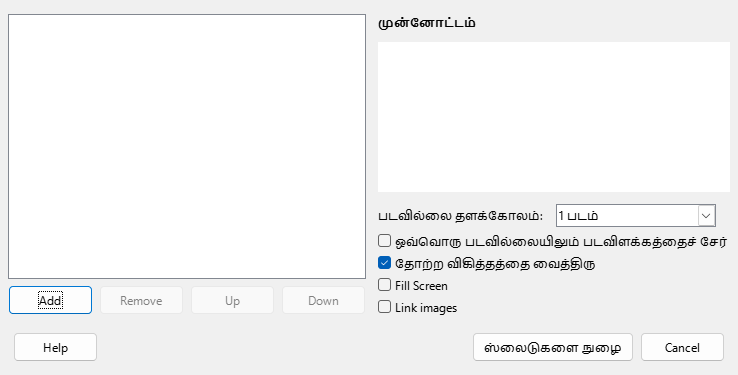 முன்னோட்டம்
படவில்லை தளக்கோலம்: 1 படம்
ஒவ்வொரு படவில்லையிலும் படவிளக்கத்தைச் சேர்
தோற்ற விகித்தத்தை வைத்திரு
Add Remove Up Down
Fill Screen
Link images
Help ஸ்லைடுகளை நுழை Cancel